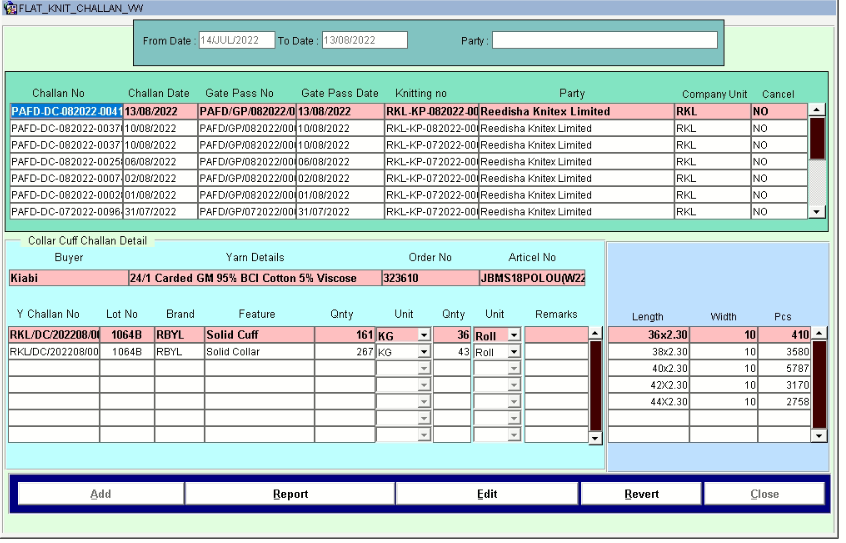 FLAT_KNIT_CHALLAN_VW
From Date : 14/JUL/2022 To Date : 13/08/2022 Party :
Challan No Challan Date Gate Pass No Gate Pass Date Knitting no Party Company Unit Cancel
PAFD-DC-082022-0041 13/08/2022 PAFD/GP/082022/0 13/08/2022 RKL-KP-082022-00 Reedisha Knitex Limited RKL NO
PAFD-DC-082022-0037 10/08/2022 PAFD/GP/082022/00 10/08/2022 RKL-KP-082022-00 Reedisha Knitex Limited RKL NO
PAFD-DC-082022-0037 10/08/2022 PAFD/GP/082022/00 10/08/2022 RKL-KP-072022-00 Reedisha Knitex Limited RKL NO
PAFD-DC-082022-0025 06/08/2022 PAFD/GP/082022/00 06/08/2022 RKL-KP-072022-00 Reedisha Knitex Limited RKL NO
PAFD-DC-082022-0007 02/08/2022 PAFD/GP/082022/00 02/08/2022 RKL-KP-072022-00 Reedisha Knitex Limited RKL NO
PAFD-DC-082022-0002 01/08/2022 PAFD/GP/082022/00 01/08/2022 RKL-KP-072022-00 Reedisha Knitex Limited RKL NO
PAFD-DC-072022-0096 31/07/2022 PAFD/GP/072022/00 31/07/2022 RKL-KP-072022-00 Reedisha Knitex Limited RKL NO
Collar Cuff Challan Detail
Buyer Yarn Details Order No Articel No
Kiabi 24/1 Carded GM 95% BCI Cotton 5% Viscose 323610 JBMS18POLOU(W22
Y Challan No Lot No Brand Feature Qnty Unit Qnty Unit Remarks Length Width Pcs
RKL/DC/202208/00 1064B RBYL Solid Cuff 161 KG 36 Roll 36x2.30 10 410
RKL/DC/202208/00 1064B RBYL Solid Collar 267 KG 43 Roll 38x2.30 10 3580
40x2.30 10 5787
42X2.30 10 3170
44X2.30 10 2758
Add Report Edit Revert Close